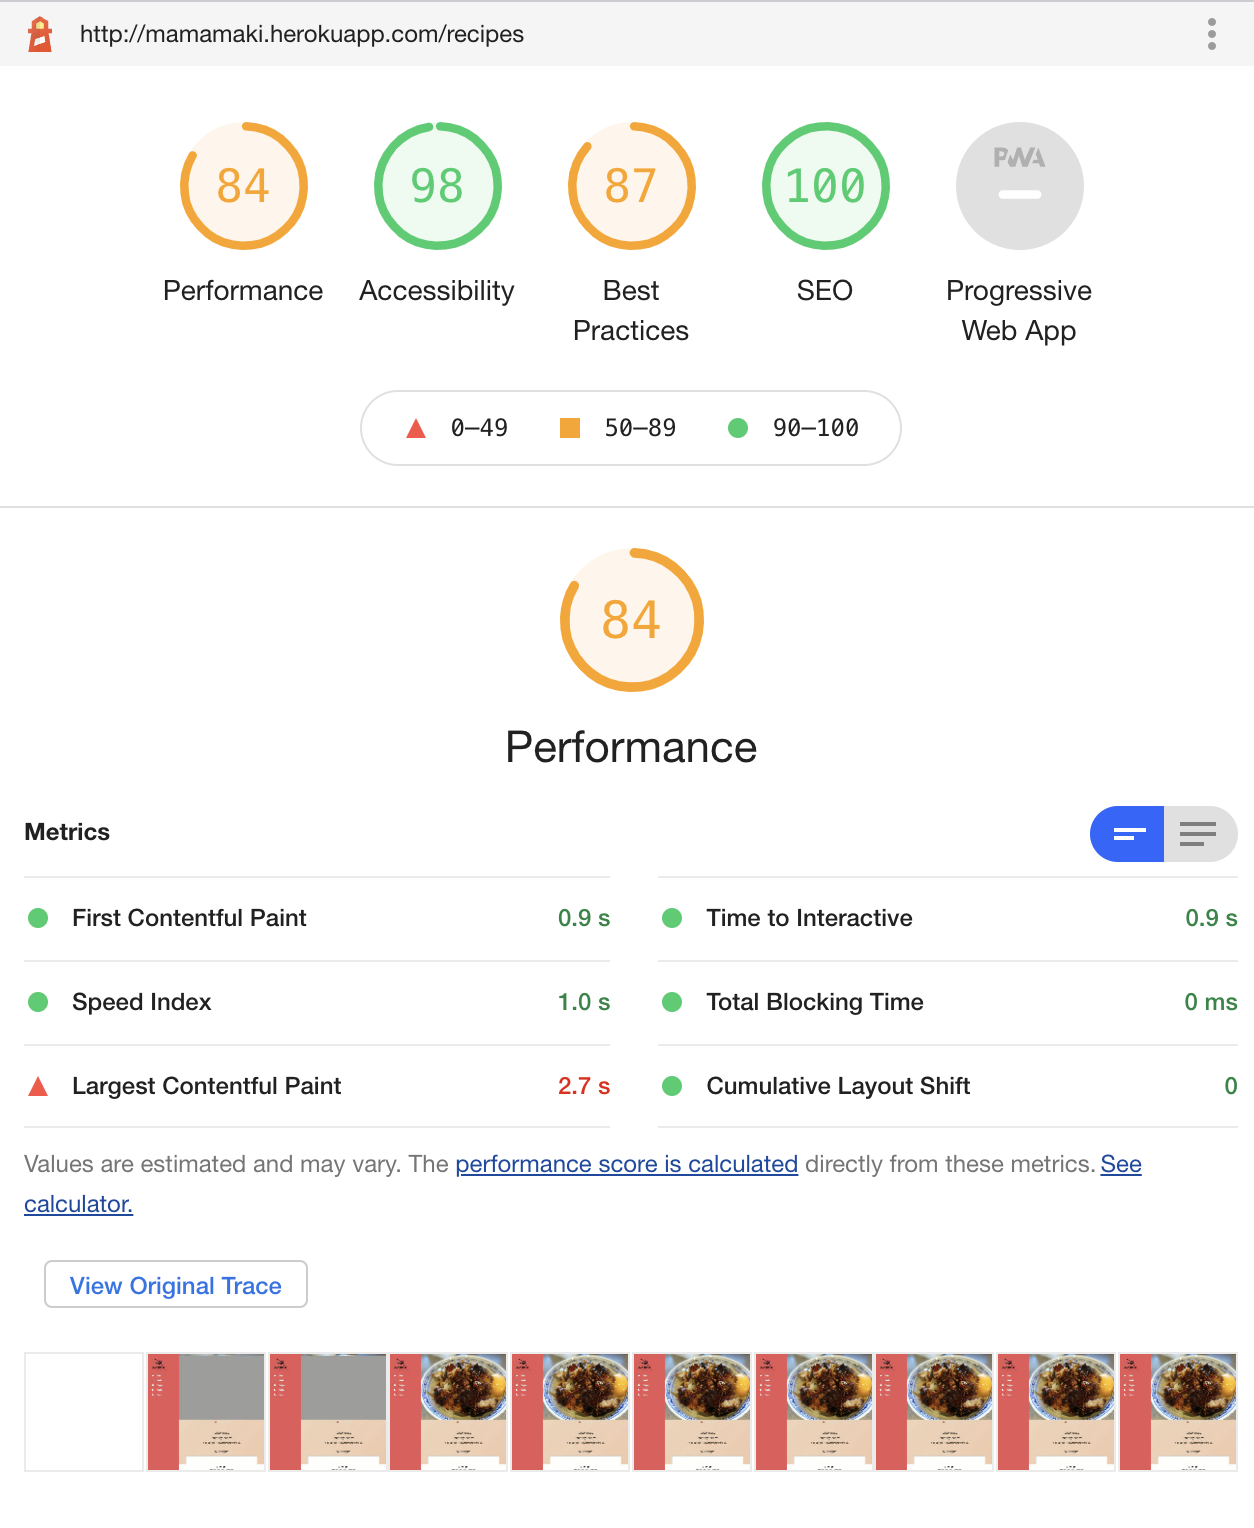 http://mamamaki.herokuapp.com/recipes
84
98
87
100
PWA
Performance
Accessibility
Best
Practices
SEO
Progressive
Web App
0–49
50–89
90–100
84
Performance
Metrics
First Contentful Paint 0.9 s
Time to Interactive 0.9 s
Speed Index 1.0 s
Total Blocking Time 0 ms
Largest Contentful Paint 2.7 s
Cumulative Layout Shift 0
Values are estimated and may vary. The performance score is calculated directly from these metrics. See
calculator.
View Original Trace